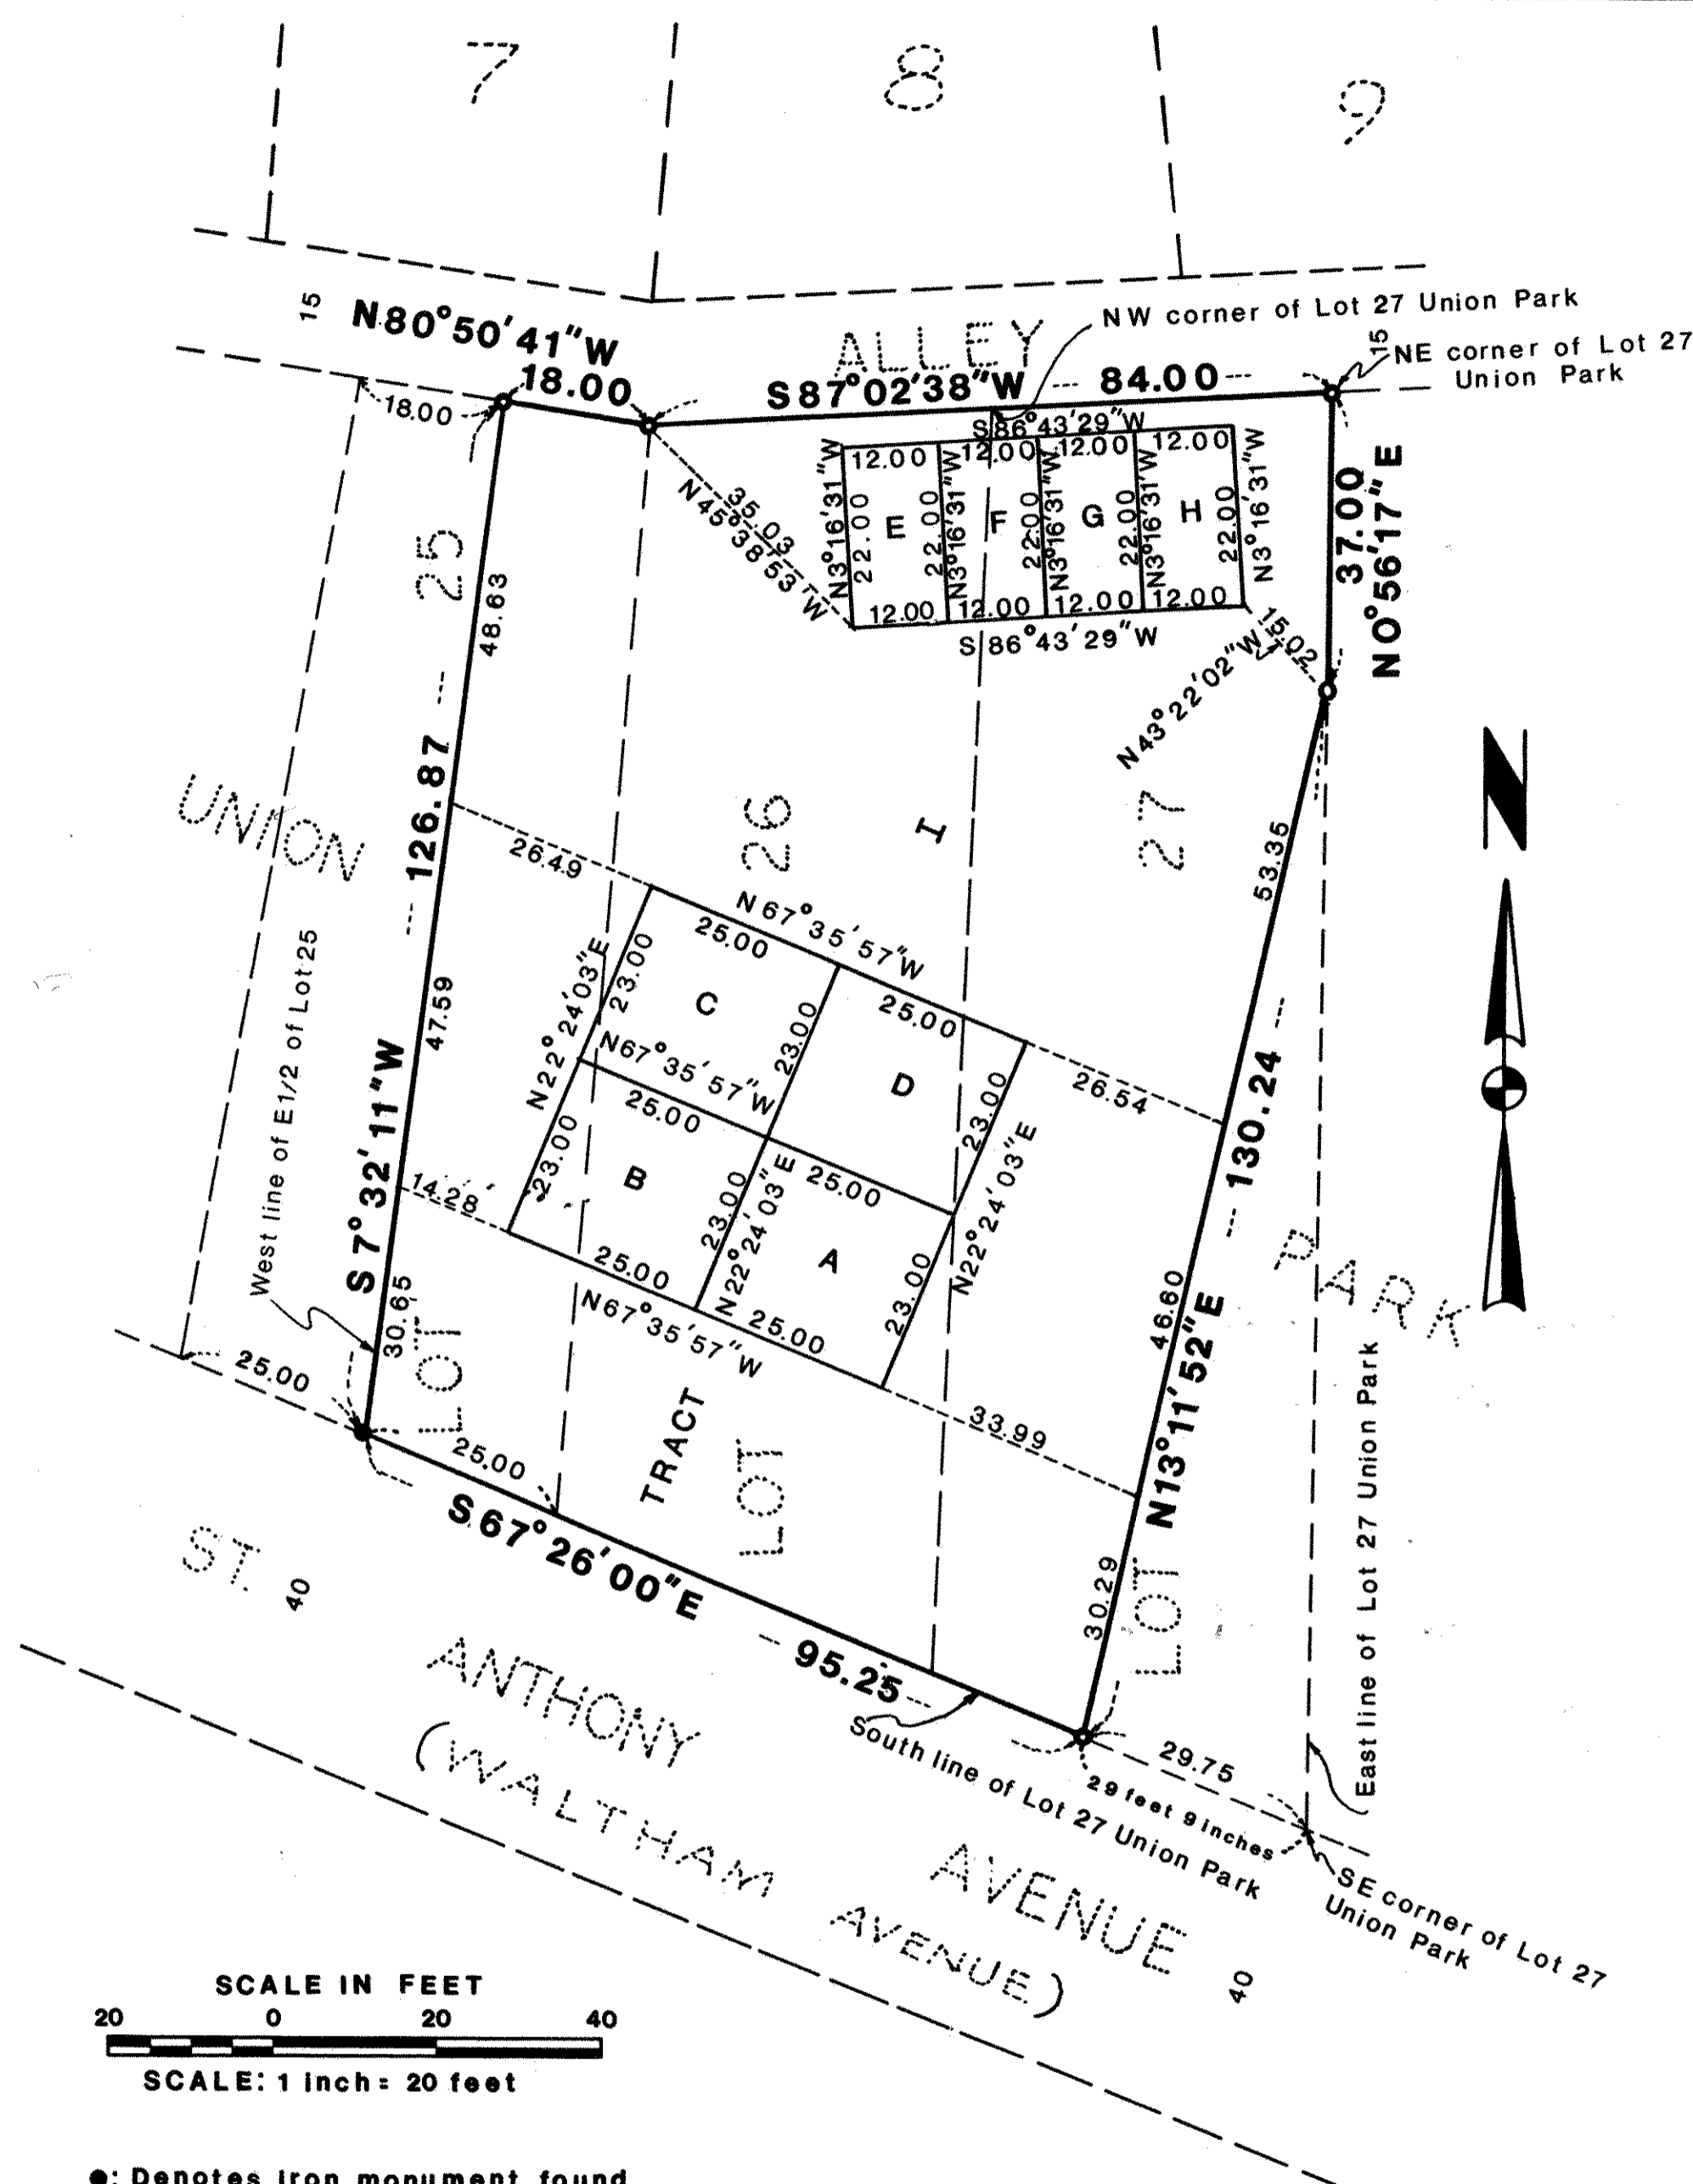 7
8
9
15
N 80°50'41"W
18.00
18.00
ALLEY
S 87°02'38"W --- 84.00 ---
NW corner of Lot 27 Union Park
15
NE corner of Lot 27
Union Park
S 86°43'29"W
12.00
12.00
12.00
12.00
N3°16'31"W
22.00
E
22.00
N3°16'31"W
F
22.00
N3°16'31"W
G
22.00
N3°16'31"W
H
22.00
N3°16'31"W
12.00
12.00
12.00
12.00
S 86°43'29"W
35.03
N45°38'53"W
15.02
N43°22'02"W
37.00
N 0°56'17"E
25
48.63
--- 126.87 ---
UNION
26
I
27
53.35
N
26.49
N 67°35'57"W
25.00
25.00
26.54
West line of E1/2 of Lot 25
47.59
N22°24'03"E
23.00
C
23.00
D
23.00
N22°24'03"E
N67°35'57"W
25.00
25.00
S 7°32'11"W
14.28
23.00
B
23.00
N22°24'03"E
A
23.00
25.00
N 67°35'57"W
25.00
33.99
--- 130.24 ---
46.60
N13°11'52"E
PARK
30.65
LOT
25.00
25.00
TRACT
LOT
30.29
LOT
East line of Lot 27 Union Park
S 67°26'00"E
-- 95.25 ---
ST.
40
ANTHONY
(WALTHAM
AVENUE
AVENUE)
40
South line of Lot 27 Union Park
29.75
29 feet 9 inches
SE corner of Lot 27
Union Park
SCALE IN FEET
20 0 20 40
SCALE: 1 inch = 20 feet
●: Denotes iron monument found